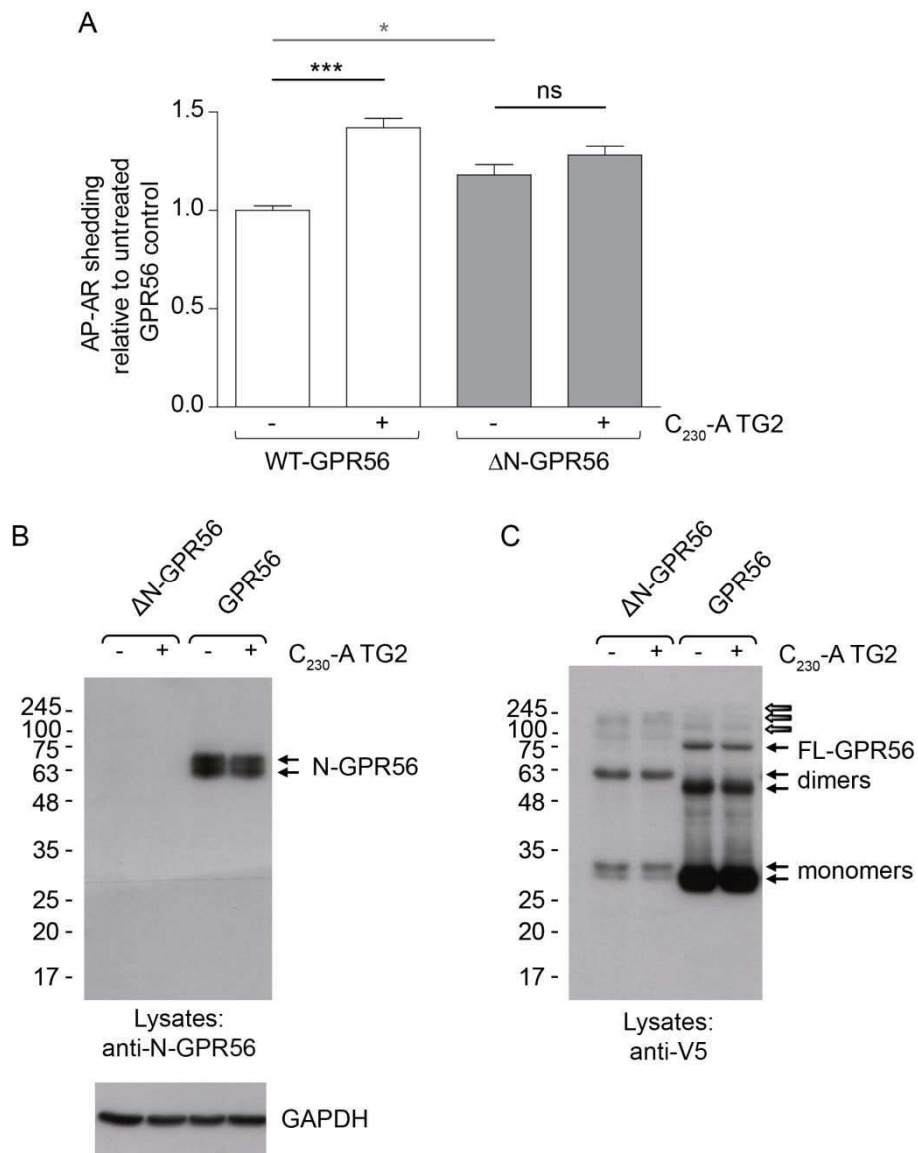 A
*
***
ns
AP-AR shedding
relative to untreated
GPR56 control
1.5
1.0
0.5
0.0
- + - + C₂₃₀-A TG2
WT-GPR56 ΔN-GPR56
B
ΔN-GPR56 GPR56
- + - + C₂₃₀-A TG2
245 -
100 -
75 -
63 -
48 -
35 -
25 -
20 -
17 -
N-GPR56
Lysates:
anti-N-GPR56
GAPDH
C
ΔN-GPR56 GPR56
- + - + C₂₃₀-A TG2
245 -
100 -
75 -
63 -
48 -
35 -
25 -
20 -
17 -
FL-GPR56
dimers
monomers
Lysates:
anti-V5